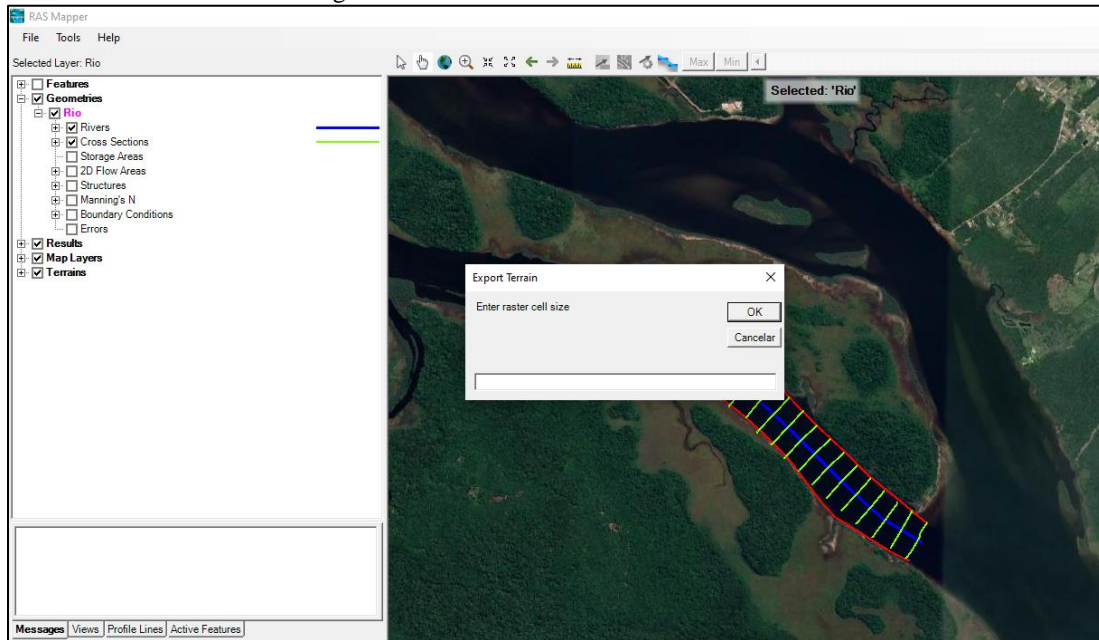 RAS Mapper
File Tools Help
Selected Layer: Rio
Max Min
Selected: 'Rio'
Features
Geometries
Rio
Rivers
Cross Sections
Storage Areas
2D Flow Areas
Structures
Manning's N
Boundary Conditions
Errors
Results
Map Layers
Terrains
Export Terrain
Enter raster cell size
OK
Cancelar
Messages Views Profile Lines Active Features